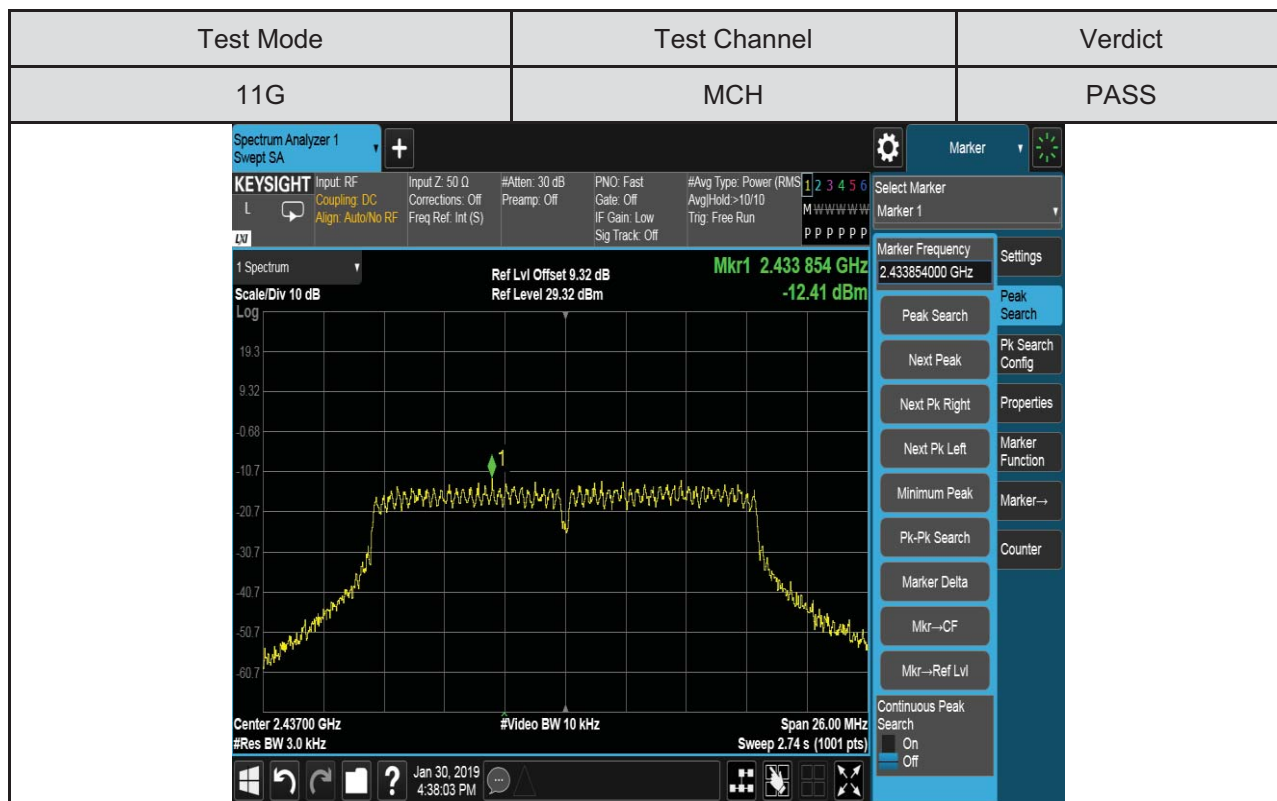 Test Mode Test Channel Verdict
11G MCH PASS
Spectrum Analyzer 1
Swept SA
+
Marker
KEYSIGHT
L
LXI
Input: RF
Coupling: DC
Align: Auto/No RF
Input Z: 50 Ω
Corrections: Off
Freq Ref: Int (S)
#Atten: 30 dB
Preamp: Off
PNO: Fast
Gate: Off
IF Gain: Low
Sig Track: Off
#Avg Type: Power (RMS
Avg|Hold:>10/10
Trig: Free Run
1 2 3 4 5 6
M W W W W W
P P P P P P
Select Marker
Marker 1
1 Spectrum
Scale/Div 10 dB
Log
Ref Lvl Offset 9.32 dB
Ref Level 29.32 dBm
Mkr1 2.433 854 GHz
-12.41 dBm
19.3
9.32
-0.68
-10.7
-20.7
-30.7
-40.7
-50.7
-60.7
1
Center 2.43700 GHz
#Res BW 3.0 kHz
#Video BW 10 kHz
Span 26.00 MHz
Sweep 2.74 s (1001 pts)
Marker Frequency
2.433854000 GHz
Peak Search
Next Peak
Next Pk Right
Next Pk Left
Minimum Peak
Pk-Pk Search
Marker Delta
Mkr→CF
Mkr→Ref Lvl
Continuous Peak
Search
On
Off
Settings
Peak
Search
Pk Search
Config
Properties
Marker
Function
Marker→
Counter
?
Jan 30, 2019
4:38:03 PM